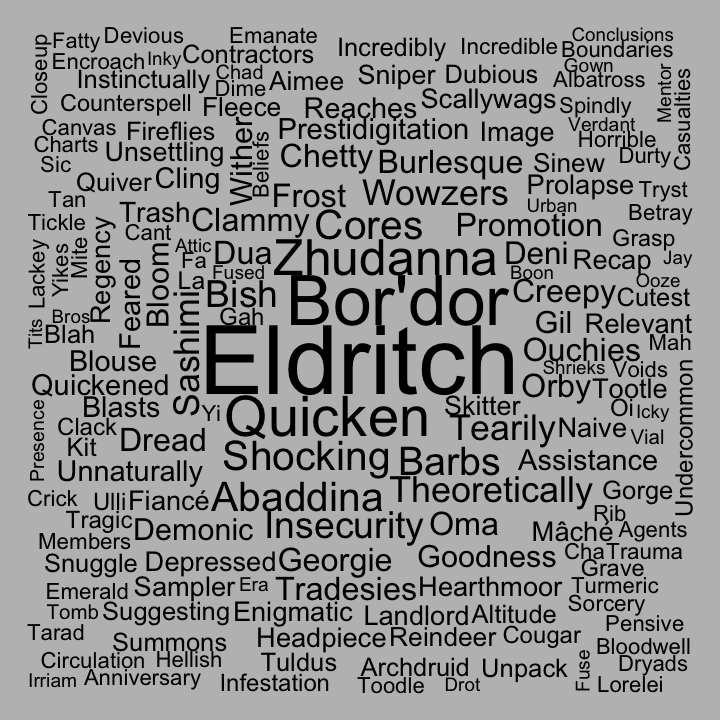 Closeup
Fatty
Devious
Emanate
Incredibly
Incredible
Conclusions
Boundaries
Encroach
Inky
Contractors
Gown
Mentor
Casualties
Instinctually
Chad
Aimee
Sniper
Dubious
Albatross
Dime
Counterspell
Fleece
Reaches
Scallywags
Spindly
Canvas
Fireflies
Wither
Beliefs
Prestidigitation
Image
Verdant
Horrible
Charts
Unsettling
Chetty
Burlesque
Sinew
Durty
Sic
Quiver
Cling
Frost
Wowzers
Prolapse
Tryst
Tan
Trash
Clammy
Cores
Promotion
Urban
Betray
Tickle
Cant
Attic
Dua
Zhudanna
Deni
Recap
Grasp
Jay
Lackey
Yikes
Mite
Regency
Feared
Bloom
Fa
Fused
Boon
La
Bish
Bor'dor
Creepy
Ooze
Cutest
Tits
Bros
Blah
Gah
Gil
Relevant
Sashimi
Eldritch
Ouchies
Mah
Blouse
Shrieks
Voids
Quickened
Orby
Tootle
Blasts
Yi
Quicken
Skitter
Oi
Icky
Undercommon
Presence
Clack
Kit
Dread
Tearily
Naive
Vial
Unnaturally
Shocking
Barbs
Assistance
Crick
Ulli
Fiancé
Abaddina
Theoretically
Gorge
Tragic
Demonic
Insecurity
Oma
Rib
Mâché
Agents
Members
Snuggle
Depressed
Georgie
Goodness
Cha
Trauma
Grave
Emerald
Sampler
Era
Tradesies
Hearthmoor
Turmeric
Tomb
Suggesting
Enigmatic
Landlord
Altitude
Sorcery
Tarad
Summons
Headpiece
Reindeer
Cougar
Pensive
Circulation
Hellish
Tuldus
Archdruid
Unpack
Fuse
Bloodwell
Dryads
Irriam
Anniversary
Infestation
Toodle
Drot
Lorelei